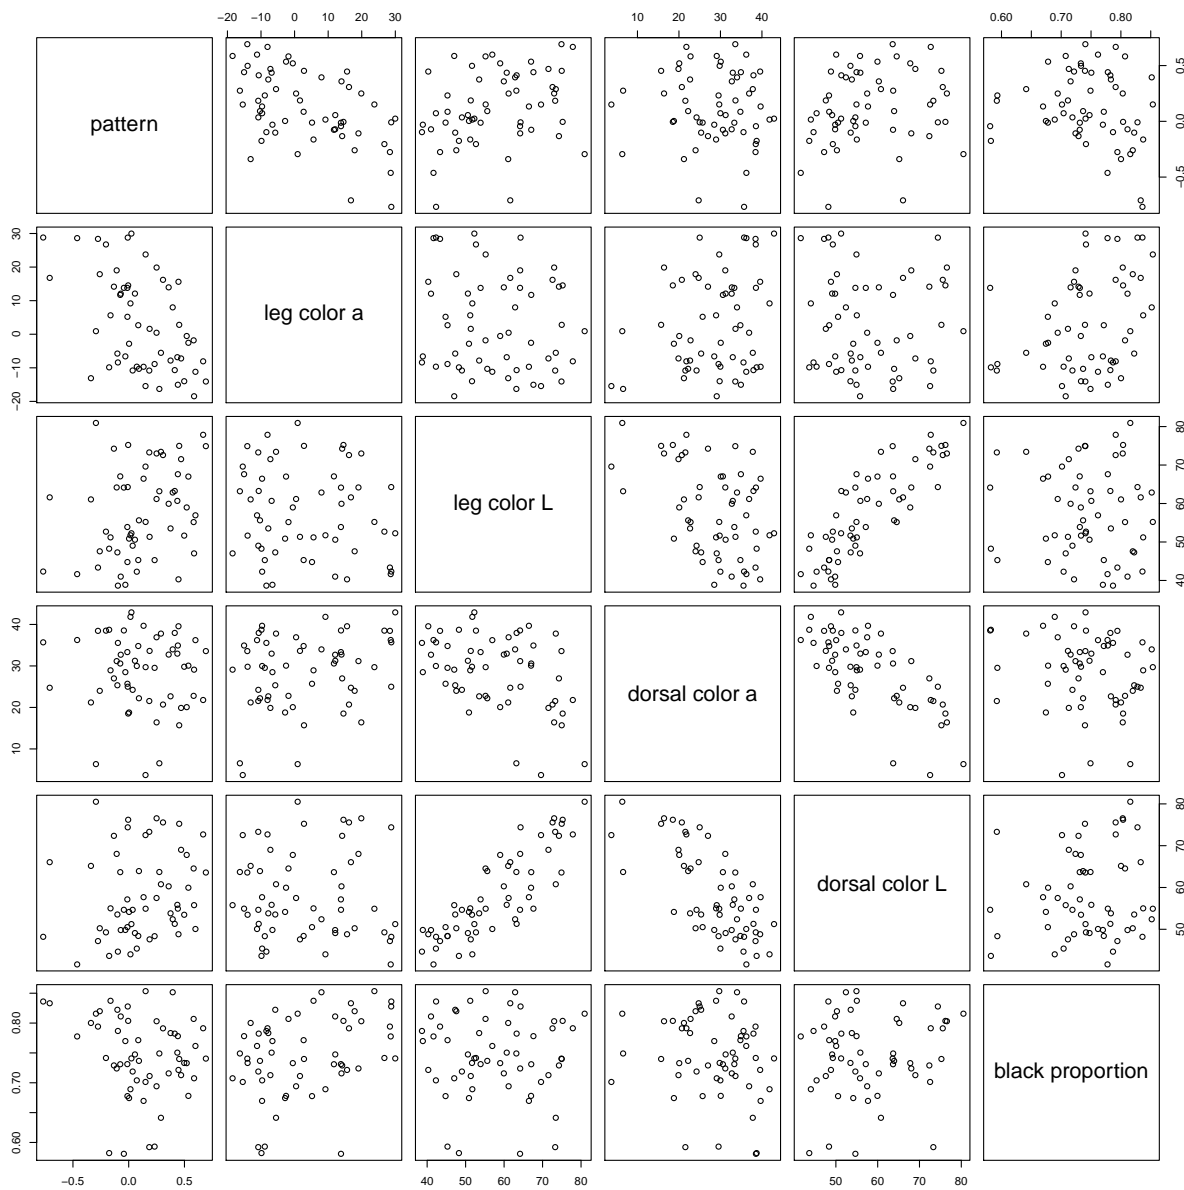 −20 −10 0 10 20 30 10 20 30 40 0.60 0.70 0.80
pattern
−0.5 0.0 0.5
−20 −10 0 10 20 30
leg color a
leg color L
40 50 60 70 80
10 20 30 40
dorsal color a
dorsal color L
50 60 70 80
0.60 0.70 0.80
black proportion
−0.5 0.0 0.5 40 50 60 70 80 50 60 70 80